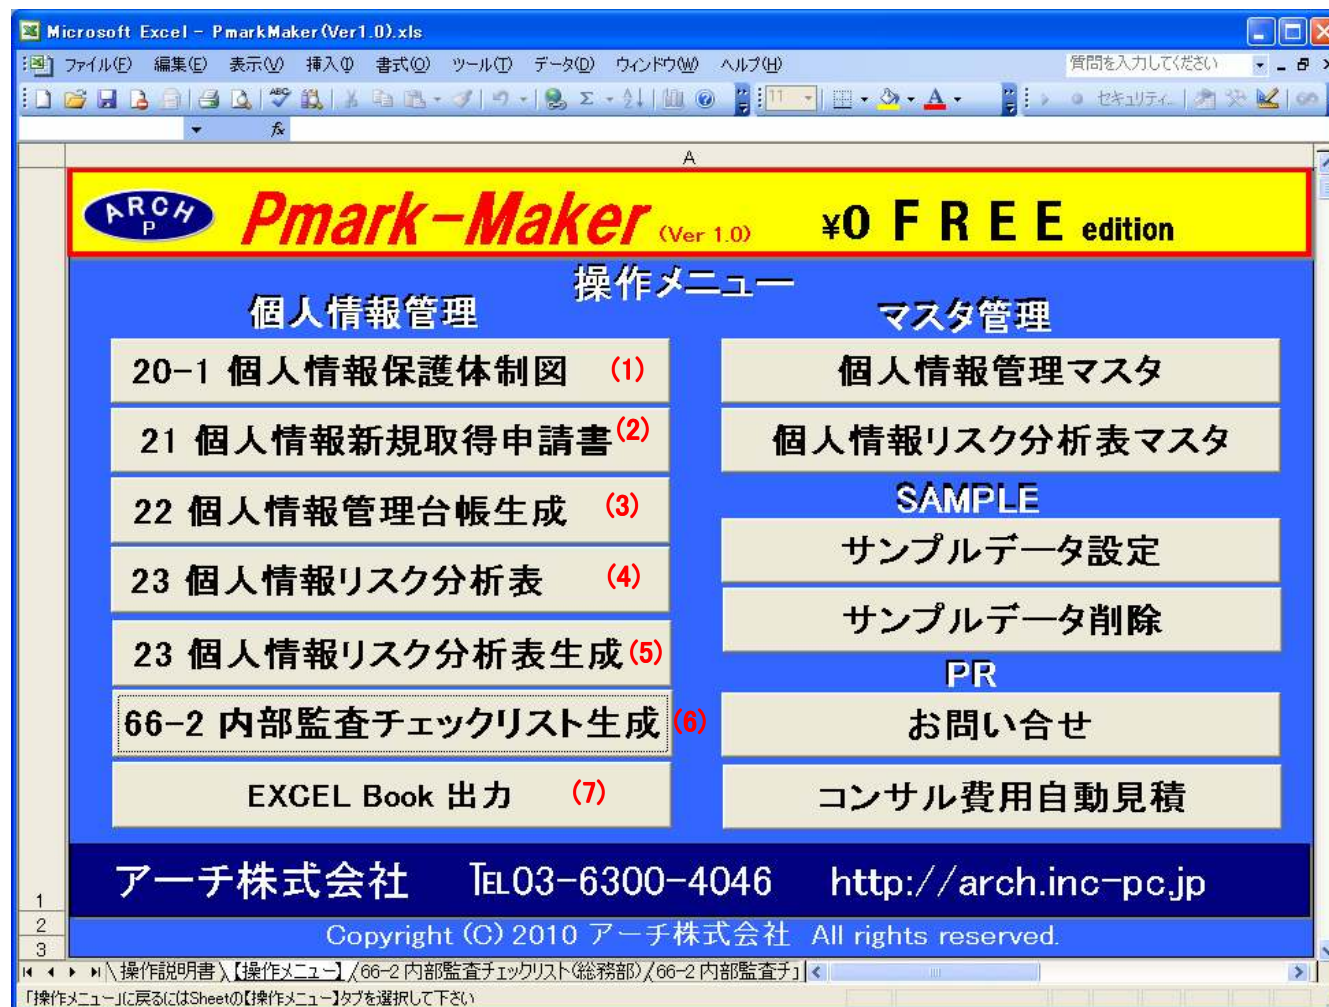 Microsoft Excel - PmarkMaker(Ver1.0).xls
ファイル(F) 編集(E) 表示(V) 挿入(I) 書式(O) ツール(T) データ(D) ウィンドウ(W) ヘルプ(H) 質問を入力してください
11 セキュリティ...
fx
A
ARCH P Pmark-Maker (Ver 1.0) ¥0 FREE edition
操作メニュー
個人情報管理 マスタ管理
20-1 個人情報保護体制図 (1) 個人情報管理マスタ
21 個人情報新規取得申請書 (2) 個人情報リスク分析表マスタ
22 個人情報管理台帳生成 (3) SAMPLE
サンプルデータ設定
23 個人情報リスク分析表 (4) サンプルデータ削除
23 個人情報リスク分析表生成 (5) PR
66-2 内部監査チェックリスト生成 (6) お問い合せ
EXCEL Book 出力 (7) コンサル費用自動見積
1 アーチ株式会社 TEL03-6300-4046 http://arch.inc-pc.jp
2 Copyright (C) 2010 アーチ株式会社 All rights reserved.
3
操作説明書 【操作メニュー】 66-2 内部監査チェックリスト(総務部) 66-2 内部監査チ
「操作メニュー」に戻るにはSheetの【操作メニュー】タブを選択して下さい